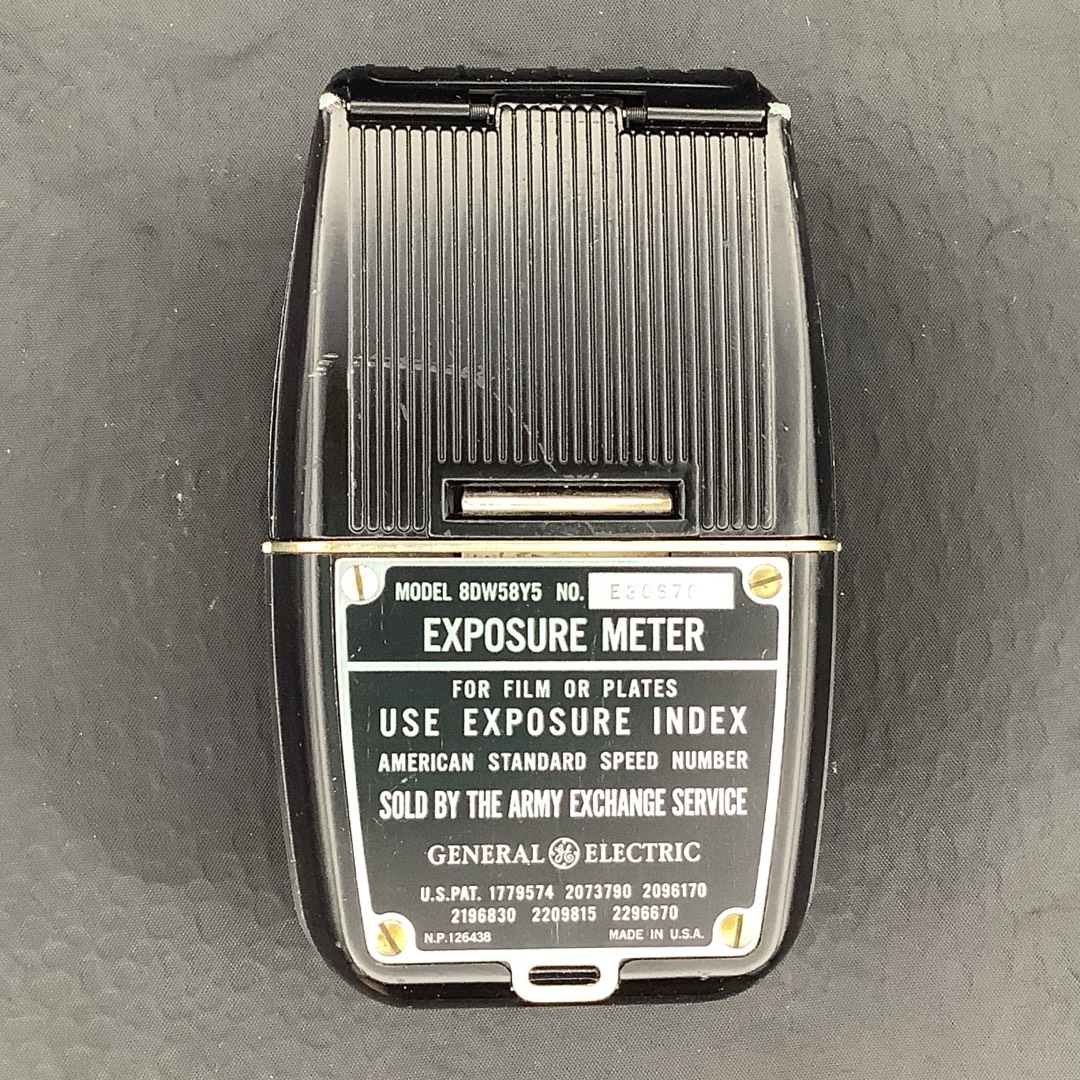 MODEL 8DW58Y5 NO.
EXPOSURE METER
FOR FILM OR PLATES
USE EXPOSURE INDEX
AMERICAN STANDARD SPEED NUMBER
SOLD BY THE ARMY EXCHANGE SERVICE
GENERAL GE ELECTRIC
U.S.PAT. 1779574 2073790 2096170
2196830 2209815 2296670
N.P.126438 MADE IN U.S.A.